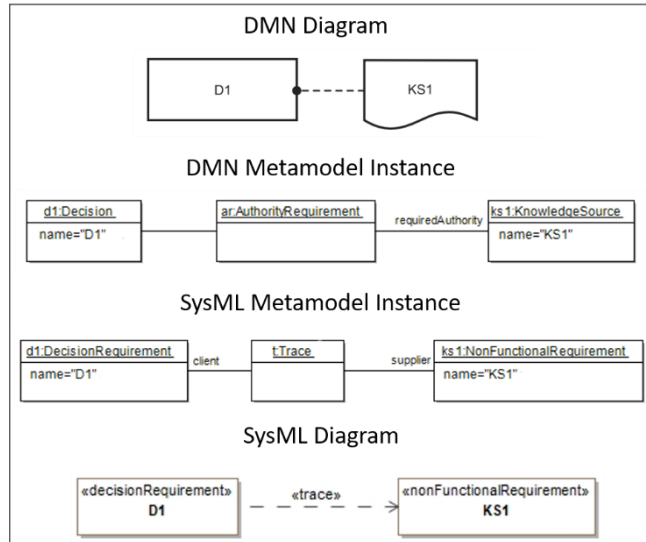 DMN Diagram
D1
KS1
DMN Metamodel Instance
d1:Decision
name="D1"
ar:AuthorityRequirement
requiredAuthority
ks1:KnowledgeSource
name="KS1"
SysML Metamodel Instance
d1:DecisionRequirement
name="D1"
client
t:Trace
supplier
ks1:NonFunctionalRequirement
name="KS1"
SysML Diagram
«decisionRequirement»
D1
«trace»
«nonFunctionalRequirement»
KS1